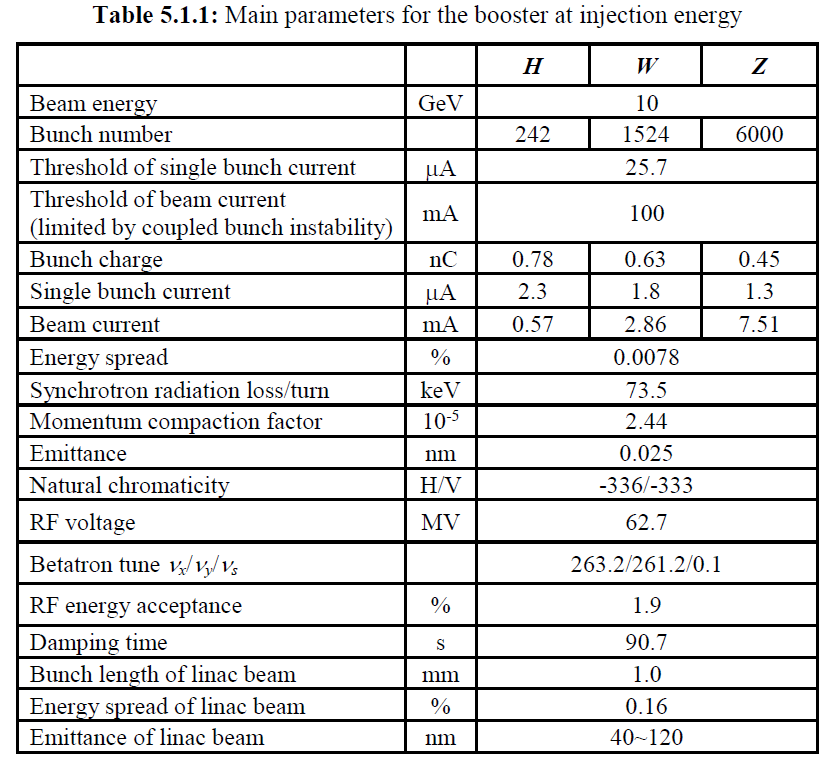 Table 5.1.1: Main parameters for the booster at injection energy
H W Z
Beam energy GeV 10
Bunch number 242 1524 6000
Threshold of single bunch current μA 25.7
Threshold of beam current
(limited by coupled bunch instability) mA 100
Bunch charge nC 0.78 0.63 0.45
Single bunch current μA 2.3 1.8 1.3
Beam current mA 0.57 2.86 7.51
Energy spread % 0.0078
Synchrotron radiation loss/turn keV 73.5
Momentum compaction factor 10⁻⁵ 2.44
Emittance nm 0.025
Natural chromaticity H/V -336/-333
RF voltage MV 62.7
Betatron tune νx/νy/νs 263.2/261.2/0.1
RF energy acceptance % 1.9
Damping time s 90.7
Bunch length of linac beam mm 1.0
Energy spread of linac beam % 0.16
Emittance of linac beam nm 40~120